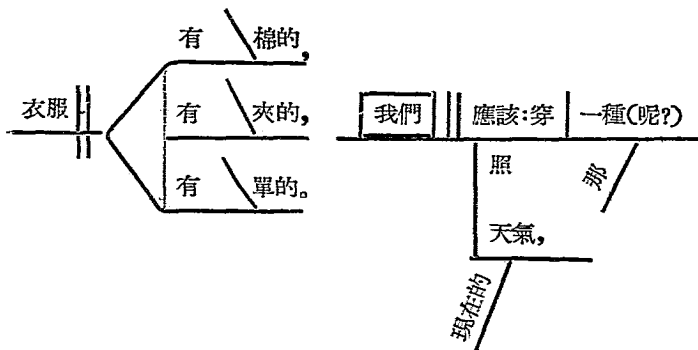 有 棉的，
衣服 有 夾的，
有 單的。
我們 應該：穿 一種（呢？）
照 那
天氣，
現在的